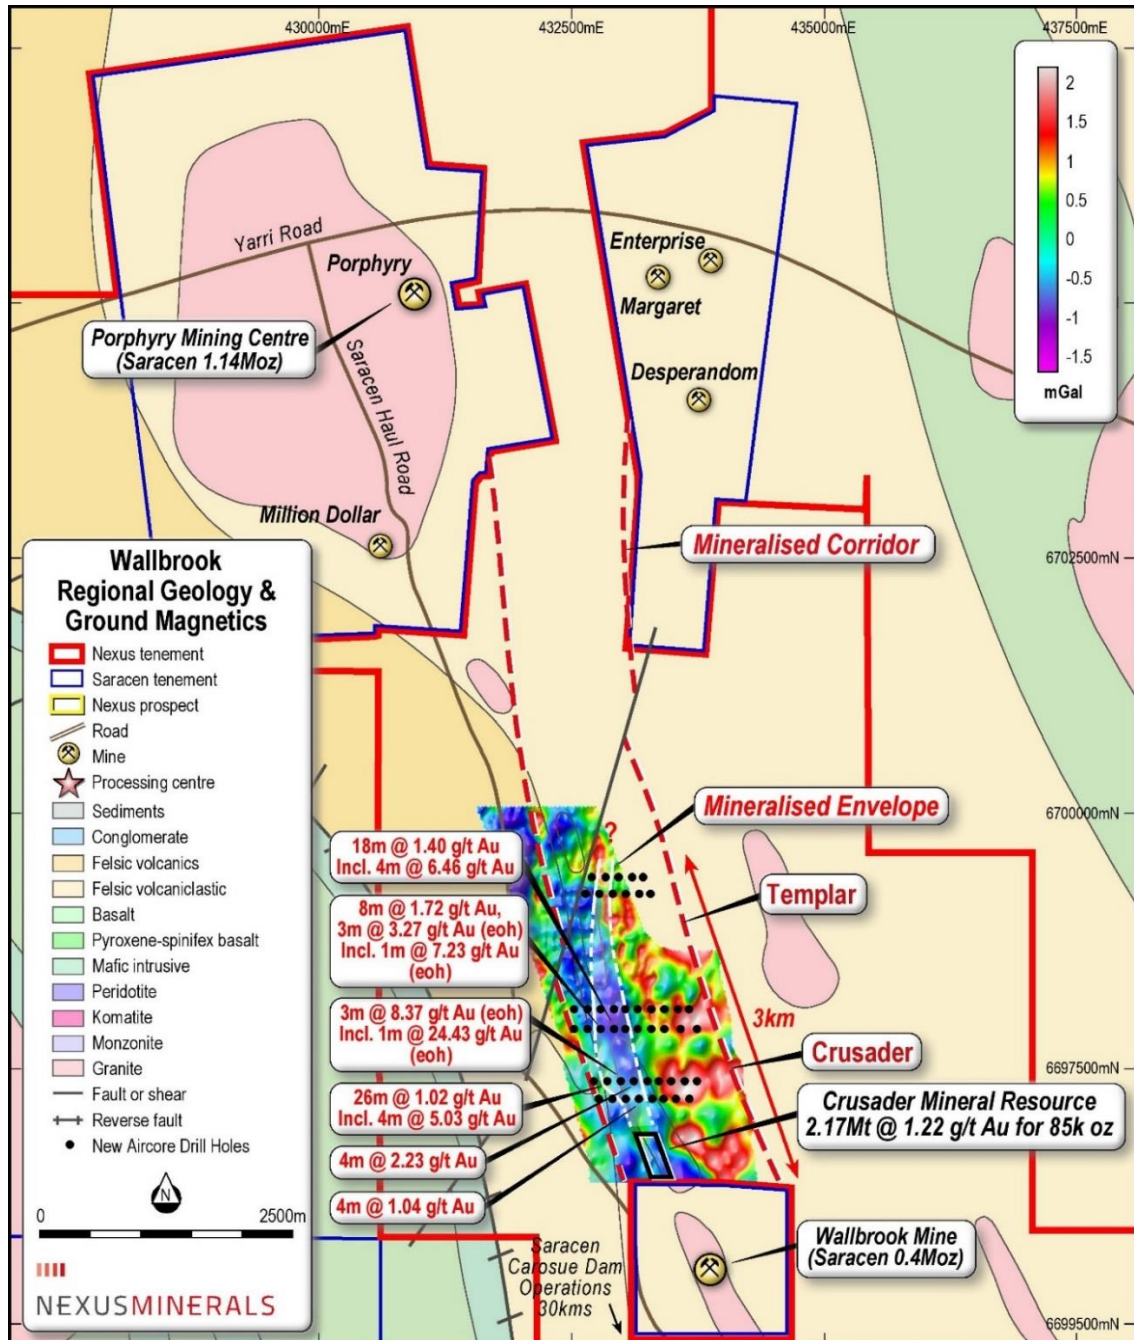 430000mE
432500mE
435000mE
437500mE
2
1.5
1
0.5
0
-0.5
-1
-1.5
mGal
Yarri Road
Porphyry
Enterprise
Margaret
Porphyry Mining Centre
(Saracen 1.14Moz)
Saracen Haul Road
Desperandom
Million Dollar
Mineralised Corridor
6702500mN
Wallbrook
Regional Geology &
Ground Magnetics
Nexus tenement
Saracen tenement
Nexus prospect
Road
Mine
Processing centre
Sediments
Conglomerate
Felsic volcanics
Felsic volcaniclastic
Basalt
Pyroxene-spinifex basalt
Mafic intrusive
Peridotite
Komatite
Monzonite
Granite
Fault or shear
Reverse fault
New Aircore Drill Holes
N
0
2500m
NEXUSMINERALS
Mineralised Envelope
6700000mN
?
18m @ 1.40 g/t Au
Incl. 4m @ 6.46 g/t Au
Templar
8m @ 1.72 g/t Au,
3m @ 3.27 g/t Au (eoh)
Incl. 1m @ 7.23 g/t Au
(eoh)
3km
3m @ 8.37 g/t Au (eoh)
Incl. 1m @ 24.43 g/t Au
(eoh)
Crusader
6697500mN
26m @ 1.02 g/t Au
Incl. 4m @ 5.03 g/t Au
Crusader Mineral Resource
2.17Mt @ 1.22 g/t Au for 85k oz
4m @ 2.23 g/t Au
4m @ 1.04 g/t Au
Wallbrook Mine
(Saracen 0.4Moz)
Saracen
Carosue Dam
Operations
30kms
6699500mN